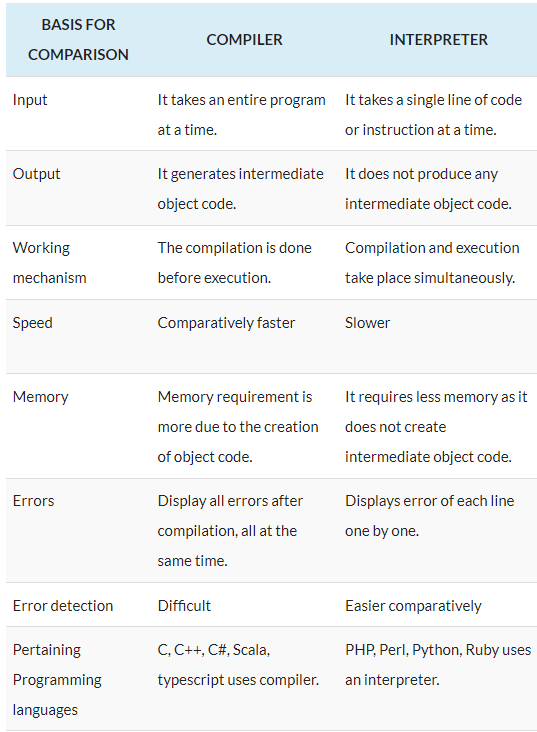 BASIS FOR
COMPARISON
COMPILER
INTERPRETER
Input
It takes an entire program
at a time.
It takes a single line of code
or instruction at a time.
Output
It generates intermediate
object code.
It does not produce any
intermediate object code.
Working
mechanism
The compilation is done
before execution.
Compilation and execution
take place simultaneously.
Speed
Comparatively faster
Slower
Memory
Memory requirement is
more due to the creation
of object code.
It requires less memory as it
does not create
intermediate object code.
Errors
Display all errors after
compilation, all at the
same time.
Displays error of each line
one by one.
Error detection
Difficult
Easier comparatively
Pertaining
Programming
languages
C, C++, C#, Scala,
typescript uses compiler.
PHP, Perl, Python, Ruby uses
an interpreter.